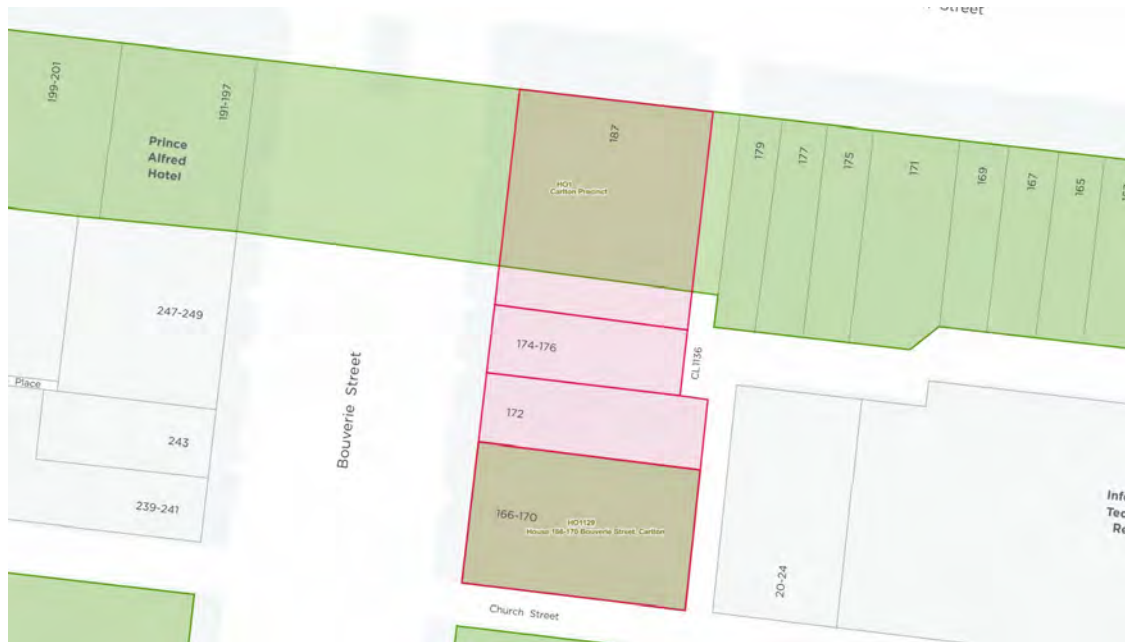 Street
199-201
191-197
Prince
Alfred
Hotel
187
HO1
Carlton Precinct
179
177
175
171
169
167
165
247-249
174-176
CL 1136
Place
Bouverie Street
172
243
239-241
166-170
HO1129
House 166-170 Bouverie Street, Carlton
20-24
Church Street